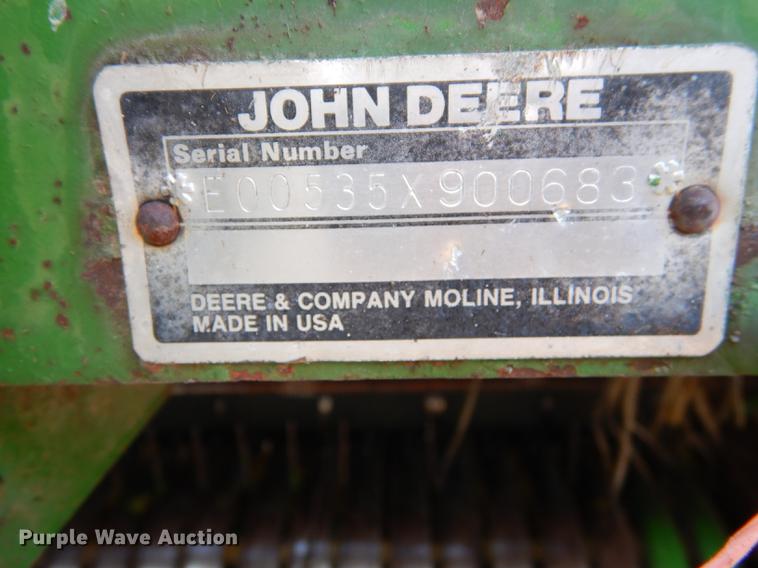 JOHN DEERE
Serial Number
E00535X900683
DEERE & COMPANY MOLINE, ILLINOIS
MADE IN USA
Purple Wave Auction